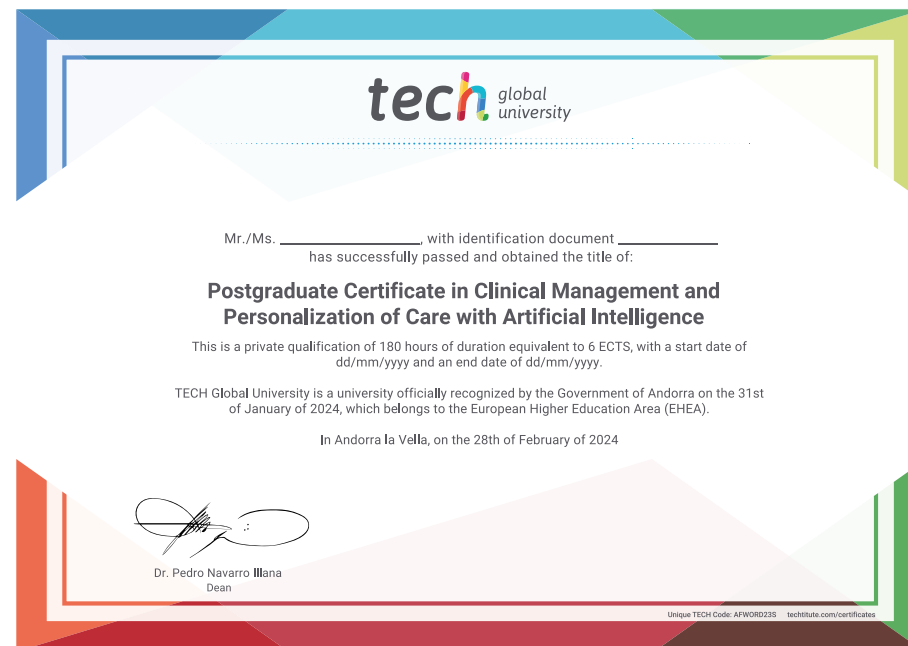 tech global university
Mr./Ms. ____________________, with identification document ______________
has successfully passed and obtained the title of:
Postgraduate Certificate in Clinical Management and
Personalization of Care with Artificial Intelligence
This is a private qualification of 180 hours of duration equivalent to 6 ECTS, with a start date of
dd/mm/yyyy and an end date of dd/mm/yyyy.
TECH Global University is a university officially recognized by the Government of Andorra on the 31st
of January of 2024, which belongs to the European Higher Education Area (EHEA).
In Andorra la Vella, on the 28th of February of 2024
Dr. Pedro Navarro Illana
Dean
Unique TECH Code: AFWORD23S techtitute.com/certificates